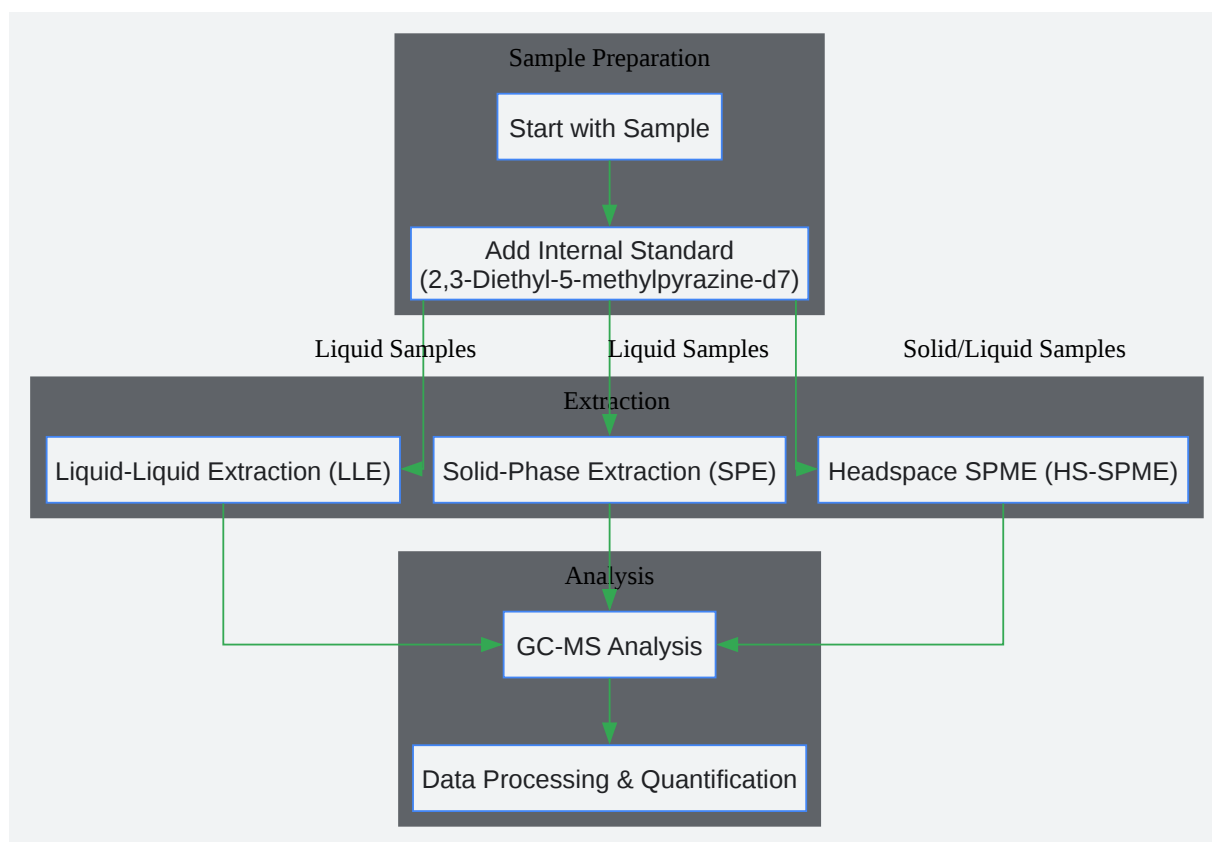 Sample Preparation
Start with Sample
Add Internal Standard
(2,3-Diethyl-5-methylpyrazine-d7)
Liquid Samples
Liquid Samples
Solid/Liquid Samples
Extraction
Liquid-Liquid Extraction (LLE)
Solid-Phase Extraction (SPE)
Headspace SPME (HS-SPME)
Analysis
GC-MS Analysis
Data Processing & Quantification